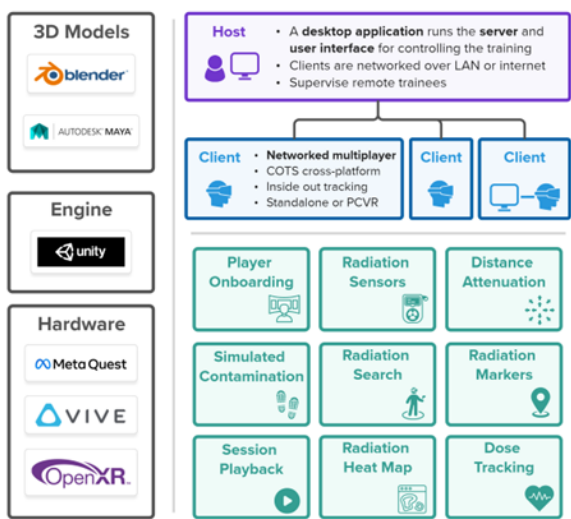 3D Models
blender
AUTODESK MAYA
Engine
unity
Hardware
Meta Quest
VIVE
OpenXR™
Host
• A desktop application runs the server and
user interface for controlling the training
• Clients are networked over LAN or internet
• Supervise remote trainees
Client
• Networked multiplayer
• COTS cross-platform
• Inside out tracking
• Standalone or PCVR
Client
Client
Player
Onboarding
Radiation
Sensors
Distance
Attenuation
Simulated
Contamination
Radiation
Search
Radiation
Markers
Session
Playback
Radiation
Heat Map
Dose
Tracking